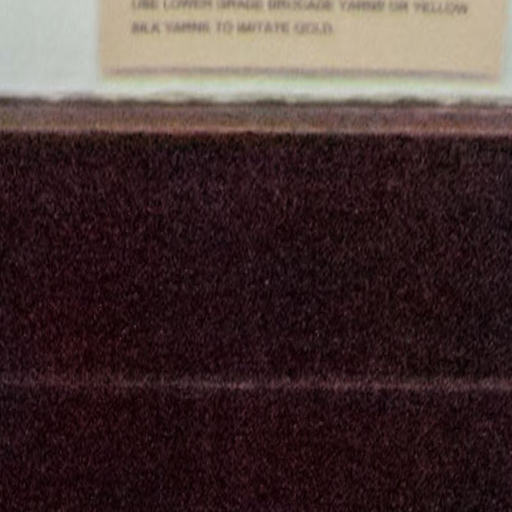 USE LOWER GRADE BROCADE YARNS OR YELLOW
SILK YARNS TO IMITATE GOLD.